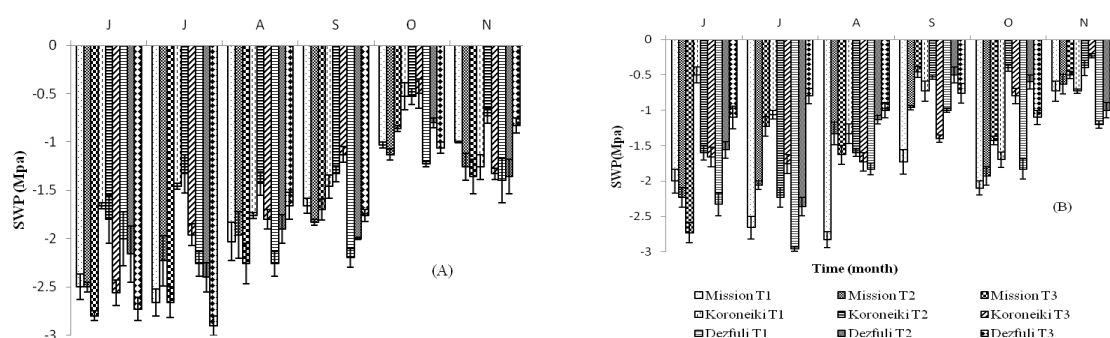 J J A S O N
0
-0.5
-1
-1.5
-2
-2.5
-3
SWP (Mpa)
(A)
J J A S O N
0
-0.5
-1
-1.5
-2
-2.5
-3
SWP(Mpa)
(B)
Time (month)
Mission T1 Mission T2 Mission T3
Koroneiki T1 Koroneiki T2 Koroneiki T3
Dezfuli T1 Dezfuli T2 Dezfuli T3